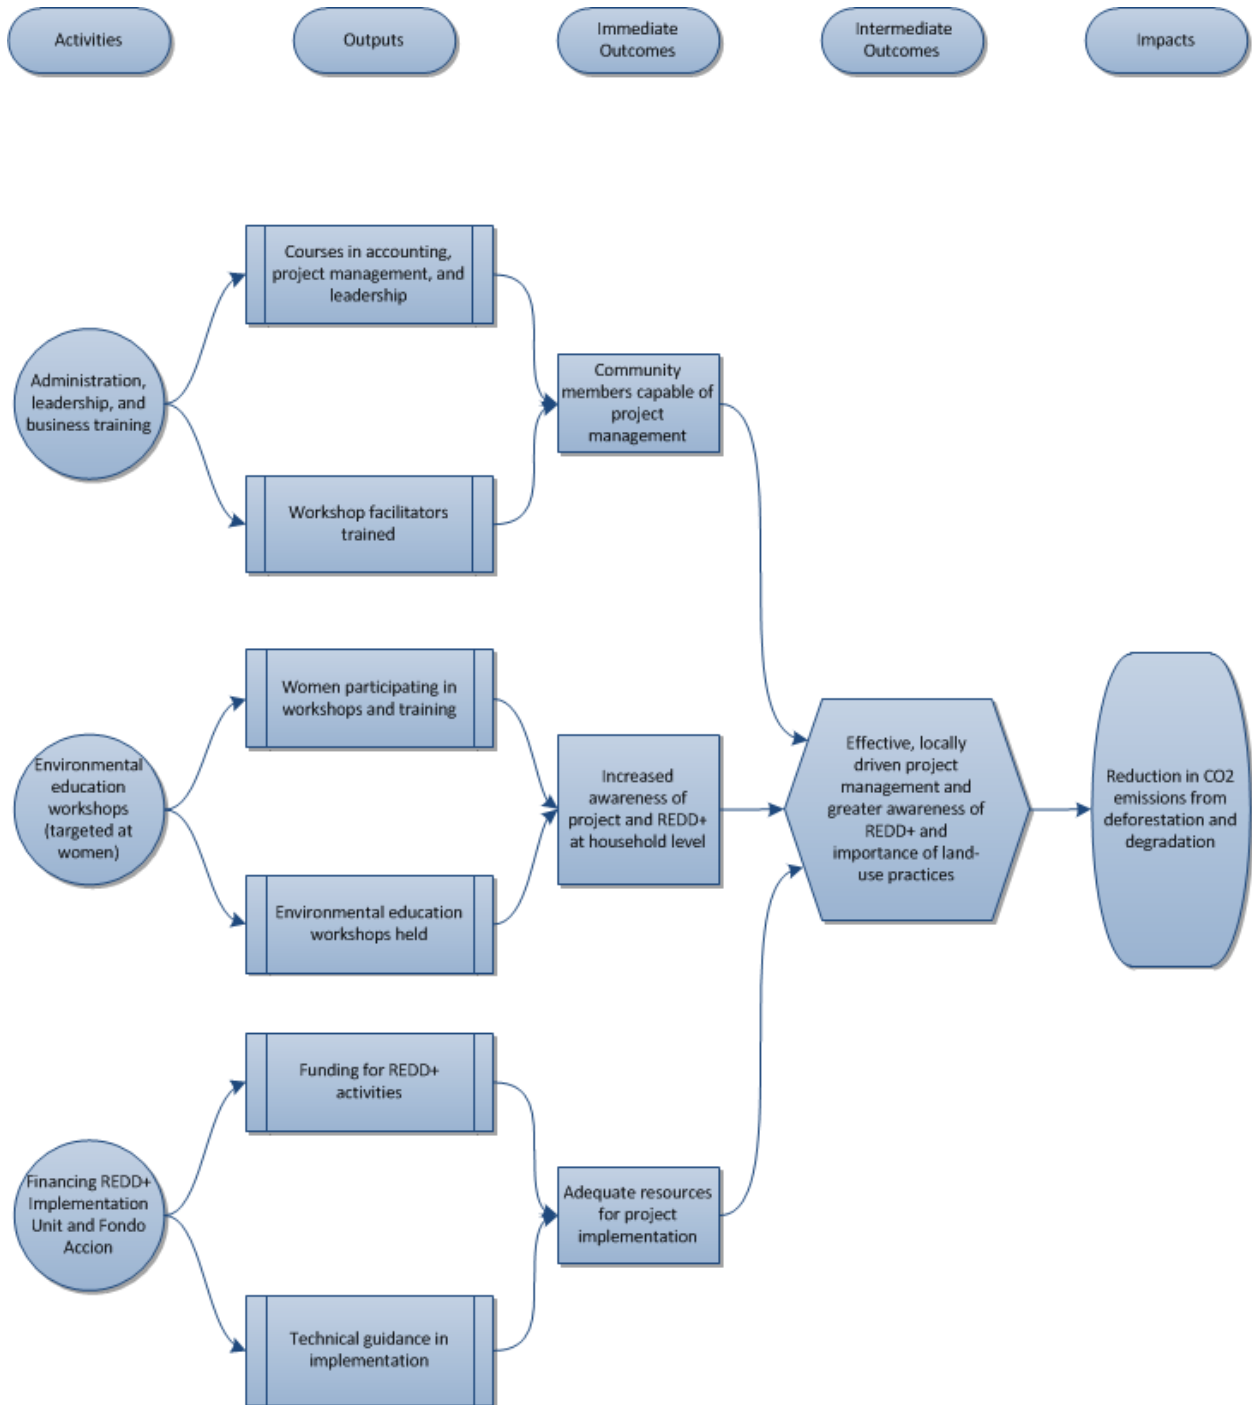 Activities
Outputs
Immediate
Outcomes
Intermediate
Outcomes
Impacts
Courses in accounting,
project management, and
leadership
Administration,
leadership, and
business training
Community
members capable of
project
management
Workshop facilitators
trained
Women participating in
workshops and training
Environmental
education
workshops
(targeted at
women)
Increased
awareness of
project and REDD+
at household level
Effective, locally
driven project
management and
greater awareness of
REDD+ and
importance of land-
use practices
Reduction in CO2
emissions from
deforestation and
degradation
Environmental education
workshops held
Funding for REDD+
activities
Financing REDD+
Implementation
Unit and Fondo
Accion
Adequate resources
for project
implementation
Technical guidance in
implementation